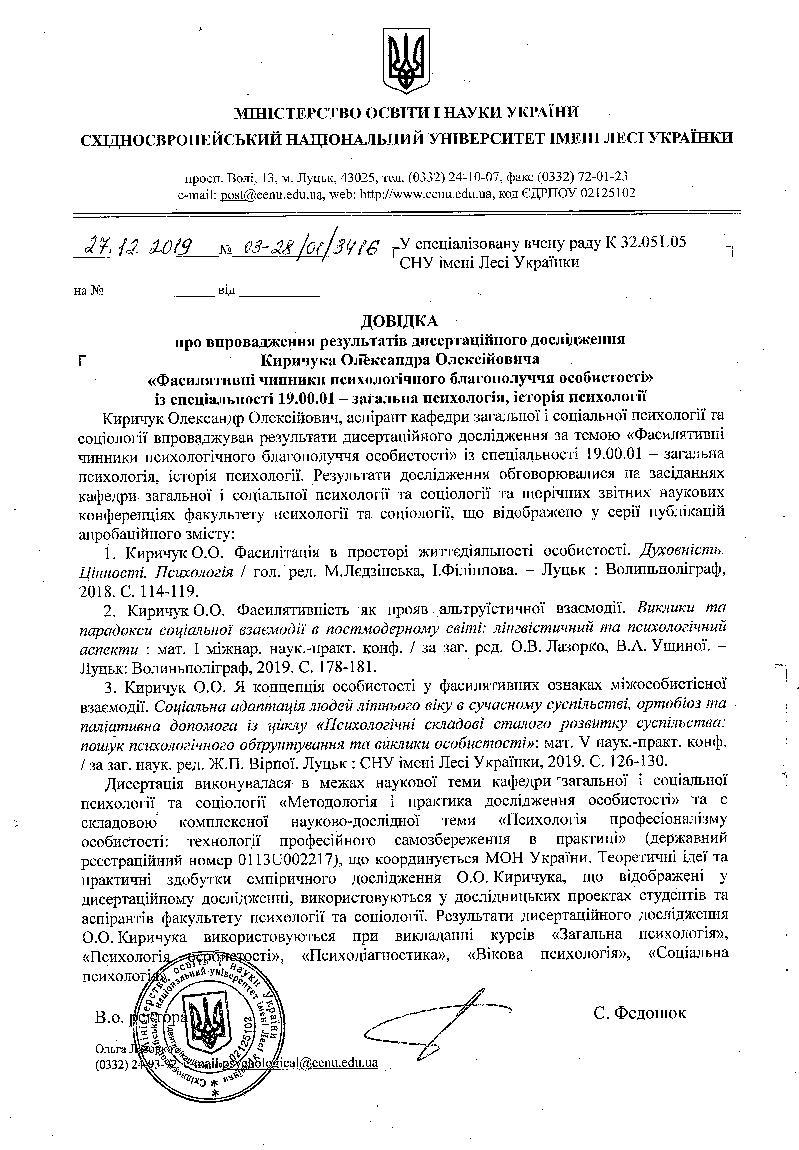 МІНІСТЕРСТВО ОСВІТИ І НАУКИ УКРАЇНИ
СХІДНОЄВРОПЕЙСЬКИЙ НАЦІОНАЛЬНИЙ УНІВЕРСИТЕТ ІМЕНІ ЛЕСІ УКРАЇНКИ
просп. Волі, 13, м. Луцьк, 43025, тел. (0332) 24-10-07, факс (0332) 72-01-23
e-mail: post@eenu.edu.ua, web: http://www.eenu.edu.ua, код ЄДРПОУ 02125102
27.12.2019 № 03-28/01/3416 У спеціалізовану вчену раду К 32.051.05
СНУ імені Лесі Українки
на № ______ від ____________
ДОВІДКА
про впровадження результатів дисертаційного дослідження
Киричука Олександра Олексійовича
«Фасилятивні чинники психологічного благополуччя особистості»
із спеціальності 19.00.01 – загальна психологія, історія психології
Киричук Олександр Олексійович, аспірант кафедри загальної і соціальної психології та
соціології впроваджував результати дисертаційного дослідження за темою «Фасилятивні
чинники психологічного благополуччя особистості» із спеціальності 19.00.01 – загальна
психологія, історія психології. Результати дослідження обговорювалися на засіданнях
кафедри загальної і соціальної психології та соціології та щорічних звітних наукових
конференціях факультету психології та соціології, що відображено у серії публікацій
апробаційного змісту:
1. Киричук О.О. Фасилітація в просторі життєдіяльності особистості. Духовність.
Цінності. Психологія / гол. ред. М.Лєдзінська, І.Філіппова. – Луцьк : Волиньполіграф,
2018. С. 114-119.
2. Киричук О.О. Фасилятивність як прояв альтруїстичної взаємодії. Виклики та
парадокси соціальної взаємодії в постмодерному світі: лінгвістичний та психологічний
аспекти : мат. І міжнар. наук.-практ. конф. / за заг. ред. О.В. Лазорко, В.А. Ущиної. –
Луцьк: Волиньполіграф, 2019. С. 178-181.
3. Киричук О.О. Я концепція особистості у фасилятивних ознаках міжособистісної
взаємодії. Соціальна адаптація людей літнього віку в сучасному суспільстві, ортобіоз та
паліативна допомога із циклу «Психологічні складові сталого розвитку суспільства:
пошук психологічного обґрунтування та виклики особистості»: мат. V наук.-практ. конф.
/ за заг. наук. ред. Ж.П. Вірної. Луцьк : СНУ імені Лесі Українки, 2019. С. 126-130.
Дисертація виконувалася в межах наукової теми кафедри загальної і соціальної
психології та соціології «Методологія і практика дослідження особистості» та є
складовою комплексної науково-дослідної теми «Психологія професіоналізму
особистості: технології професійного самозбереження в практиці» (державний
реєстраційний номер 0113U002217), що координується МОН України. Теоретичні ідеї та
практичні здобутки емпіричного дослідження О.О. Киричука, що відображені у
дисертаційному дослідженні, використовуються у дослідницьких проектах студентів та
аспірантів факультету психології та соціології. Результати дисертаційного дослідження
О.О. Киричука використовуються при викладанні курсів «Загальна психологія»,
«Психологія особистості», «Психодіагностика», «Вікова психологія», «Соціальна
психологія».
В.о. ректора С. Федонюк
Ольга
(0332) psychological@eenu.edu.ua
02125102